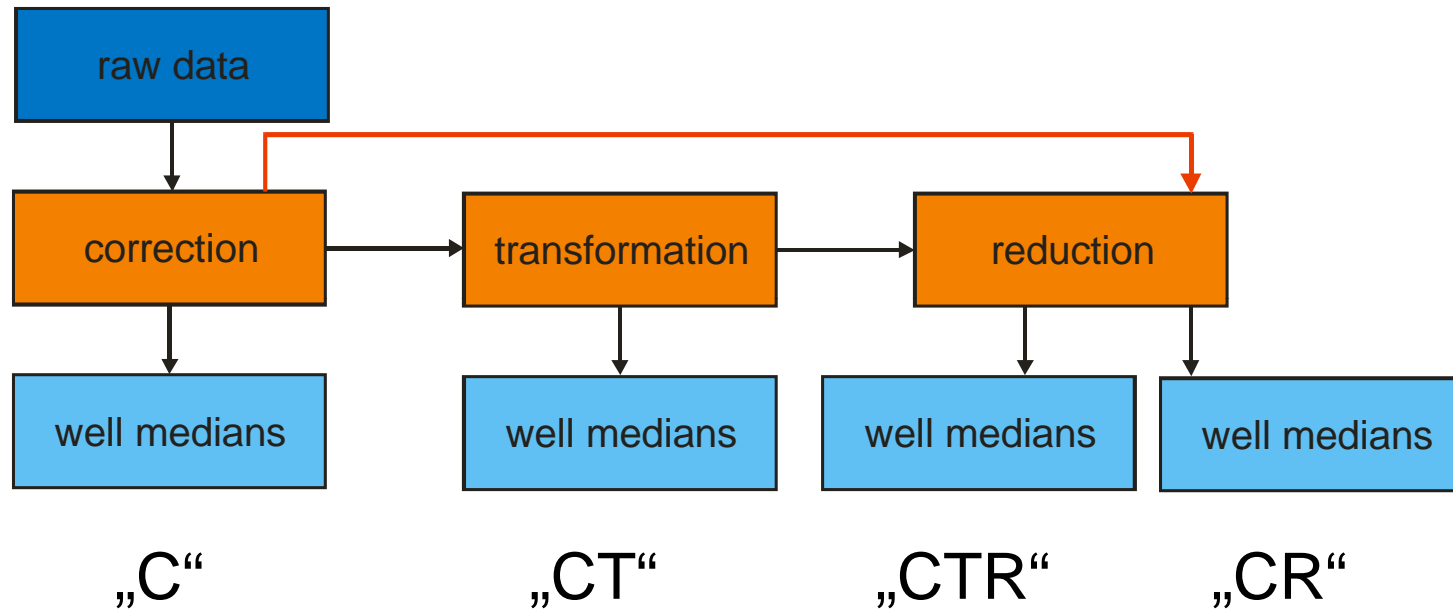 raw data
correction
transformation
reduction
well medians
well medians
well medians
well medians
„C“
„CT“
„CTR“
„CR“